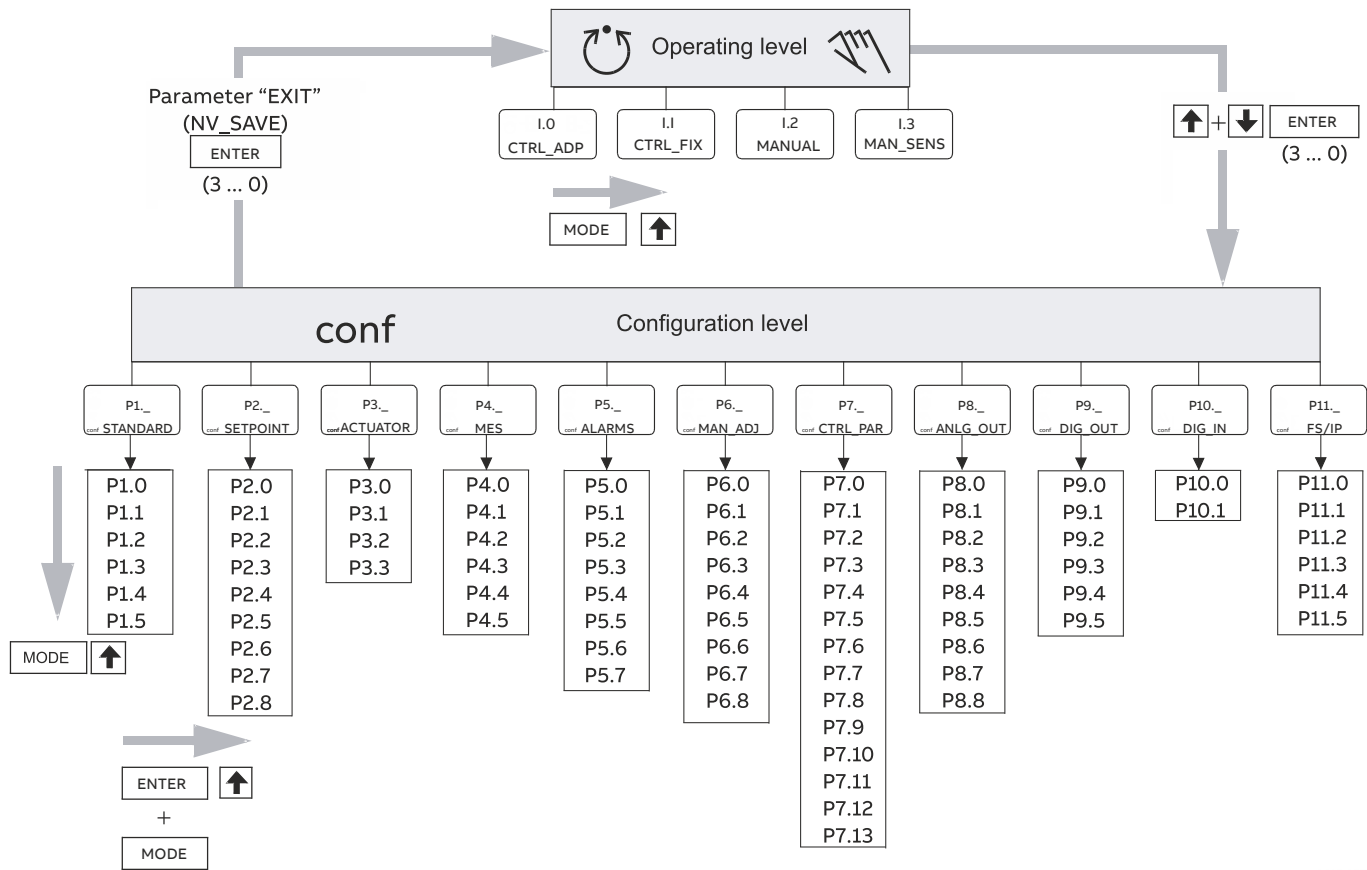 Operating level
Parameter “EXIT”
(NV_SAVE)
ENTER
(3 ... 0)
I.0
CTRL_ADP
I.I
CTRL_FIX
I.2
MANUAL
I.3
MAN_SENS
+
ENTER
(3 ... 0)
MODE
conf
Configuration level
P1._
conf STANDARD
P2._
conf SETPOINT
P3._
conf ACTUATOR
P4._
conf MES
P5._
conf ALARMS
P6._
conf MAN_ADJ
P7._
conf CTRL_PAR
P8._
conf ANLG_OUT
P9._
conf DIG_OUT
P10._
conf DIG_IN
P11._
conf FS/IP
P1.0
P1.1
P1.2
P1.3
P1.4
P1.5
P2.0
P2.1
P2.2
P2.3
P2.4
P2.5
P2.6
P2.7
P2.8
P3.0
P3.1
P3.2
P3.3
P4.0
P4.1
P4.2
P4.3
P4.4
P4.5
P5.0
P5.1
P5.2
P5.3
P5.4
P5.5
P5.6
P5.7
P6.0
P6.1
P6.2
P6.3
P6.4
P6.5
P6.6
P6.7
P6.8
P7.0
P7.1
P7.2
P7.3
P7.4
P7.5
P7.6
P7.7
P7.8
P7.9
P7.10
P7.11
P7.12
P7.13
P8.0
P8.1
P8.2
P8.3
P8.4
P8.5
P8.6
P8.7
P8.8
P9.0
P9.1
P9.2
P9.3
P9.4
P9.5
P10.0
P10.1
P11.0
P11.1
P11.2
P11.3
P11.4
P11.5
MODE
ENTER
+
MODE